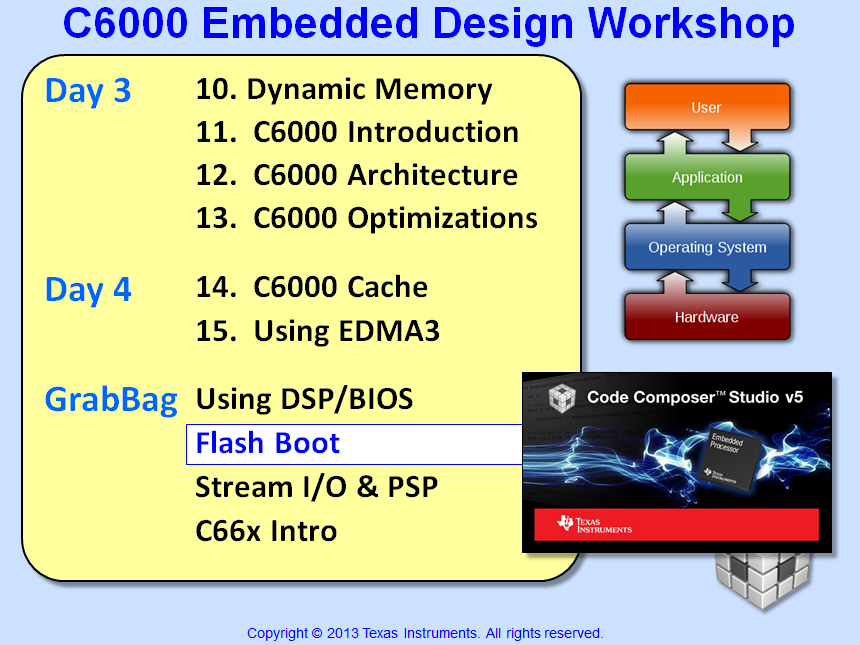 C6000 Embedded Design Workshop
Day 3
10. Dynamic Memory
11. C6000 Introduction
12. C6000 Architecture
13. C6000 Optimizations
Day 4
14. C6000 Cache
15. Using EDMA3
GrabBag
Using DSP/BIOS
Flash Boot
Stream I/O & PSP
C66x Intro
User
Application
Operating System
Hardware
Code Composer™ Studio v5
Embedded
Processor
TEXAS
INSTRUMENTS
TEXAS
INSTRUMENTS
Copyright © 2013 Texas Instruments. All rights reserved.